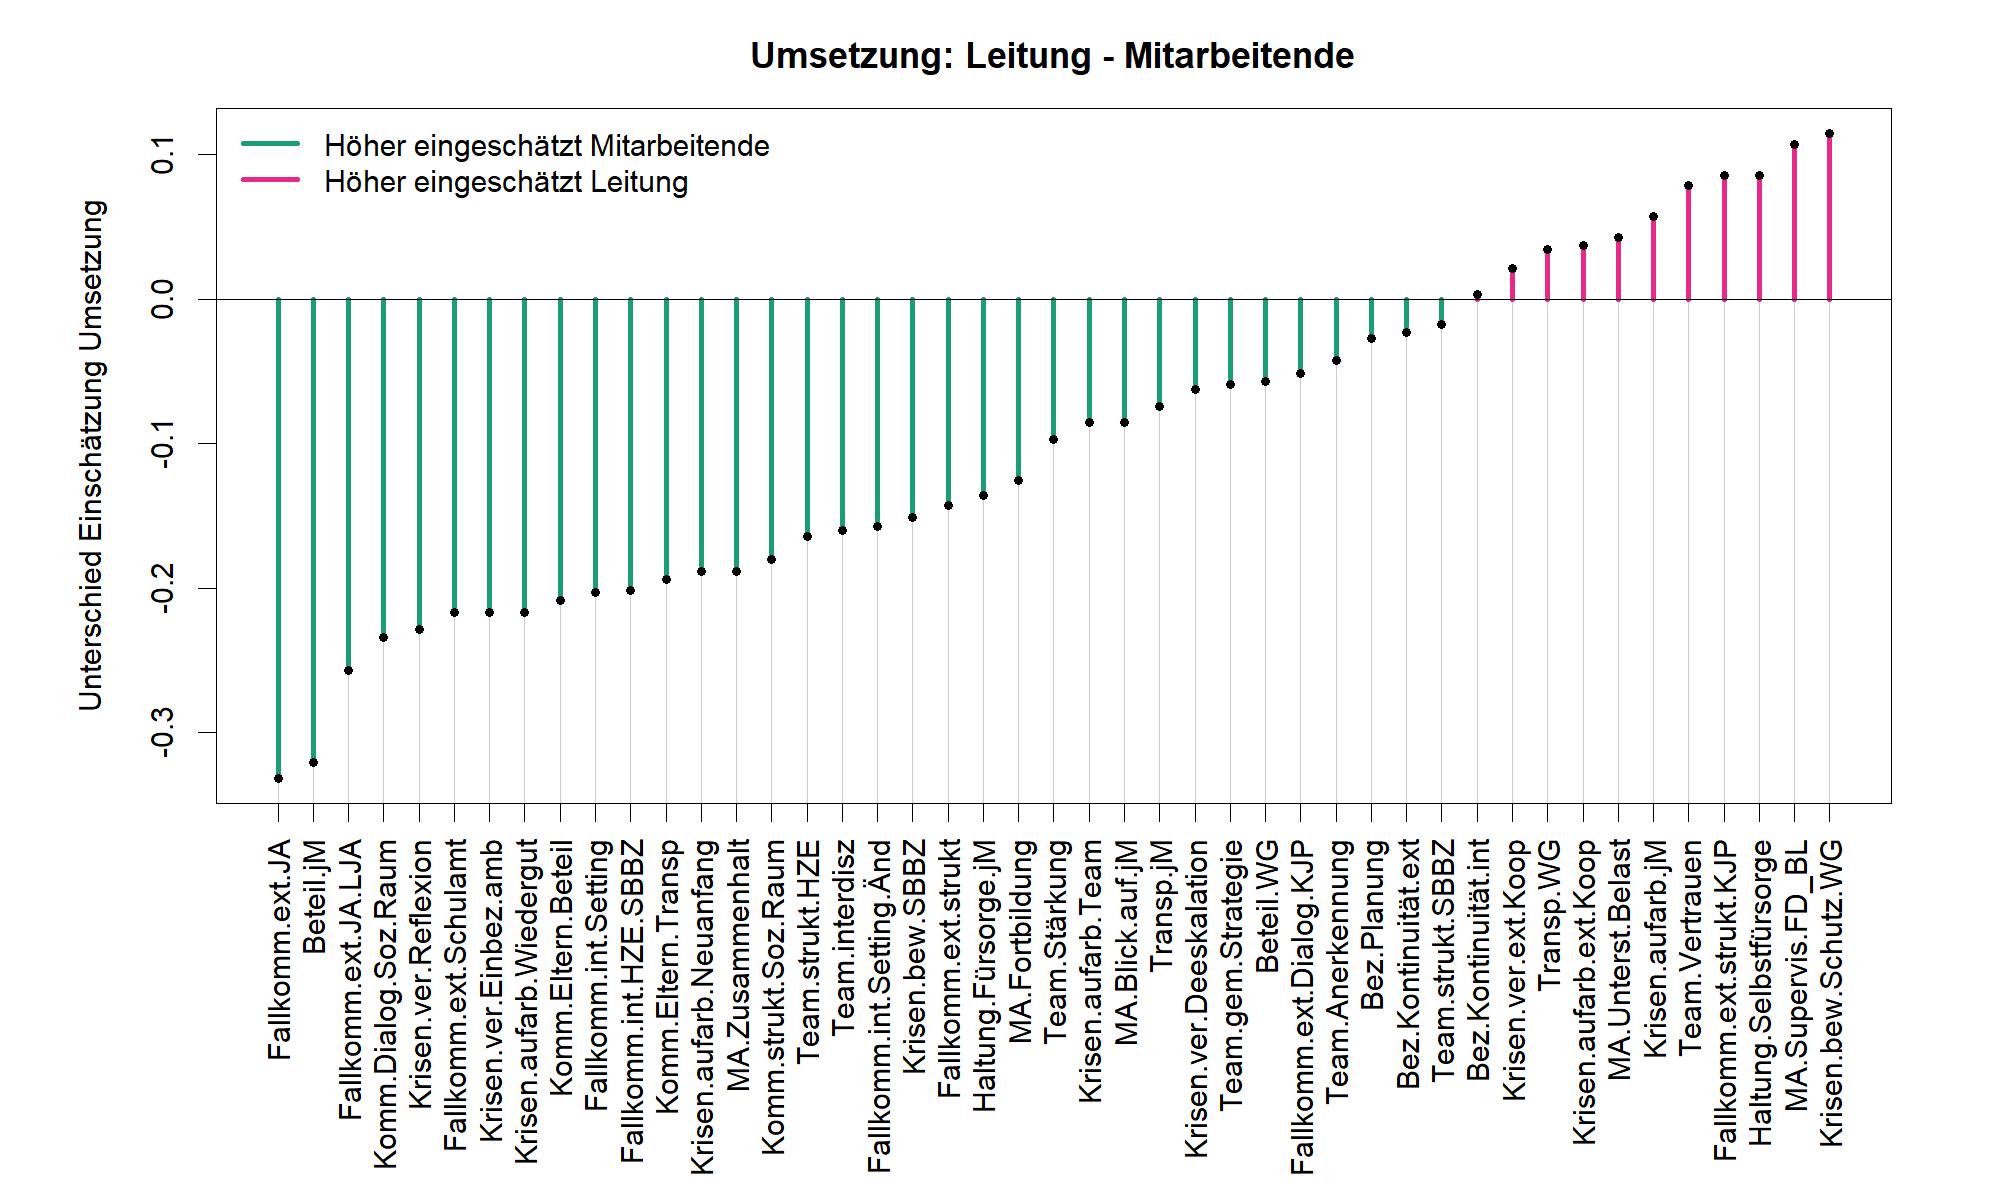 Umsetzung: Leitung - Mitarbeitende
Höher eingeschätzt Mitarbeitende
Höher eingeschätzt Leitung
Unterschied Einschätzung Umsetzung
0.1
0.0
-0.1
-0.2
-0.3
Fallkomm.ext.JA
Beteil.jM
Fallkomm.ext.JA.LJA
Komm.Dialog.Soz.Raum
Krisen.ver.Reflexion
Fallkomm.ext.Schulamt
Krisen.ver.Einbez.amb
Krisen.aufarb.Wiedergut
Komm.Eltern.Beteil
Fallkomm.int.Setting
Fallkomm.int.HZE.SBBZ
Komm.Eltern.Transp
Krisen.aufarb.Neuanfang
MA.Zusammenhalt
Komm.strukt.Soz.Raum
Team.strukt.HZE
Team.interdisz
Fallkomm.int.Setting.Änd
Krisen.bew.SBBZ
Fallkomm.ext.strukt
Haltung.Fürsorge.jM
MA.Fortbildung
Team.Stärkung
Krisen.aufarb.Team
MA.Blick.auf.jM
Transp.jM
Krisen.ver.Deeskalation
Team.gem.Strategie
Beteil.WG
Fallkomm.ext.Dialog.KJP
Team.Anerkennung
Bez.Planung
Bez.Kontinuität.ext
Team.strukt.SBBZ
Bez.Kontinuität.int
Krisen.ver.ext.Koop
Transp.WG
Krisen.aufarb.ext.Koop
MA.Unterst.Belast
Krisen.aufarb.jM
Team.Vertrauen
Fallkomm.ext.strukt.KJP
Haltung.Selbstfürsorge
MA.Supervis.FD_BL
Krisen.bew.Schutz.WG